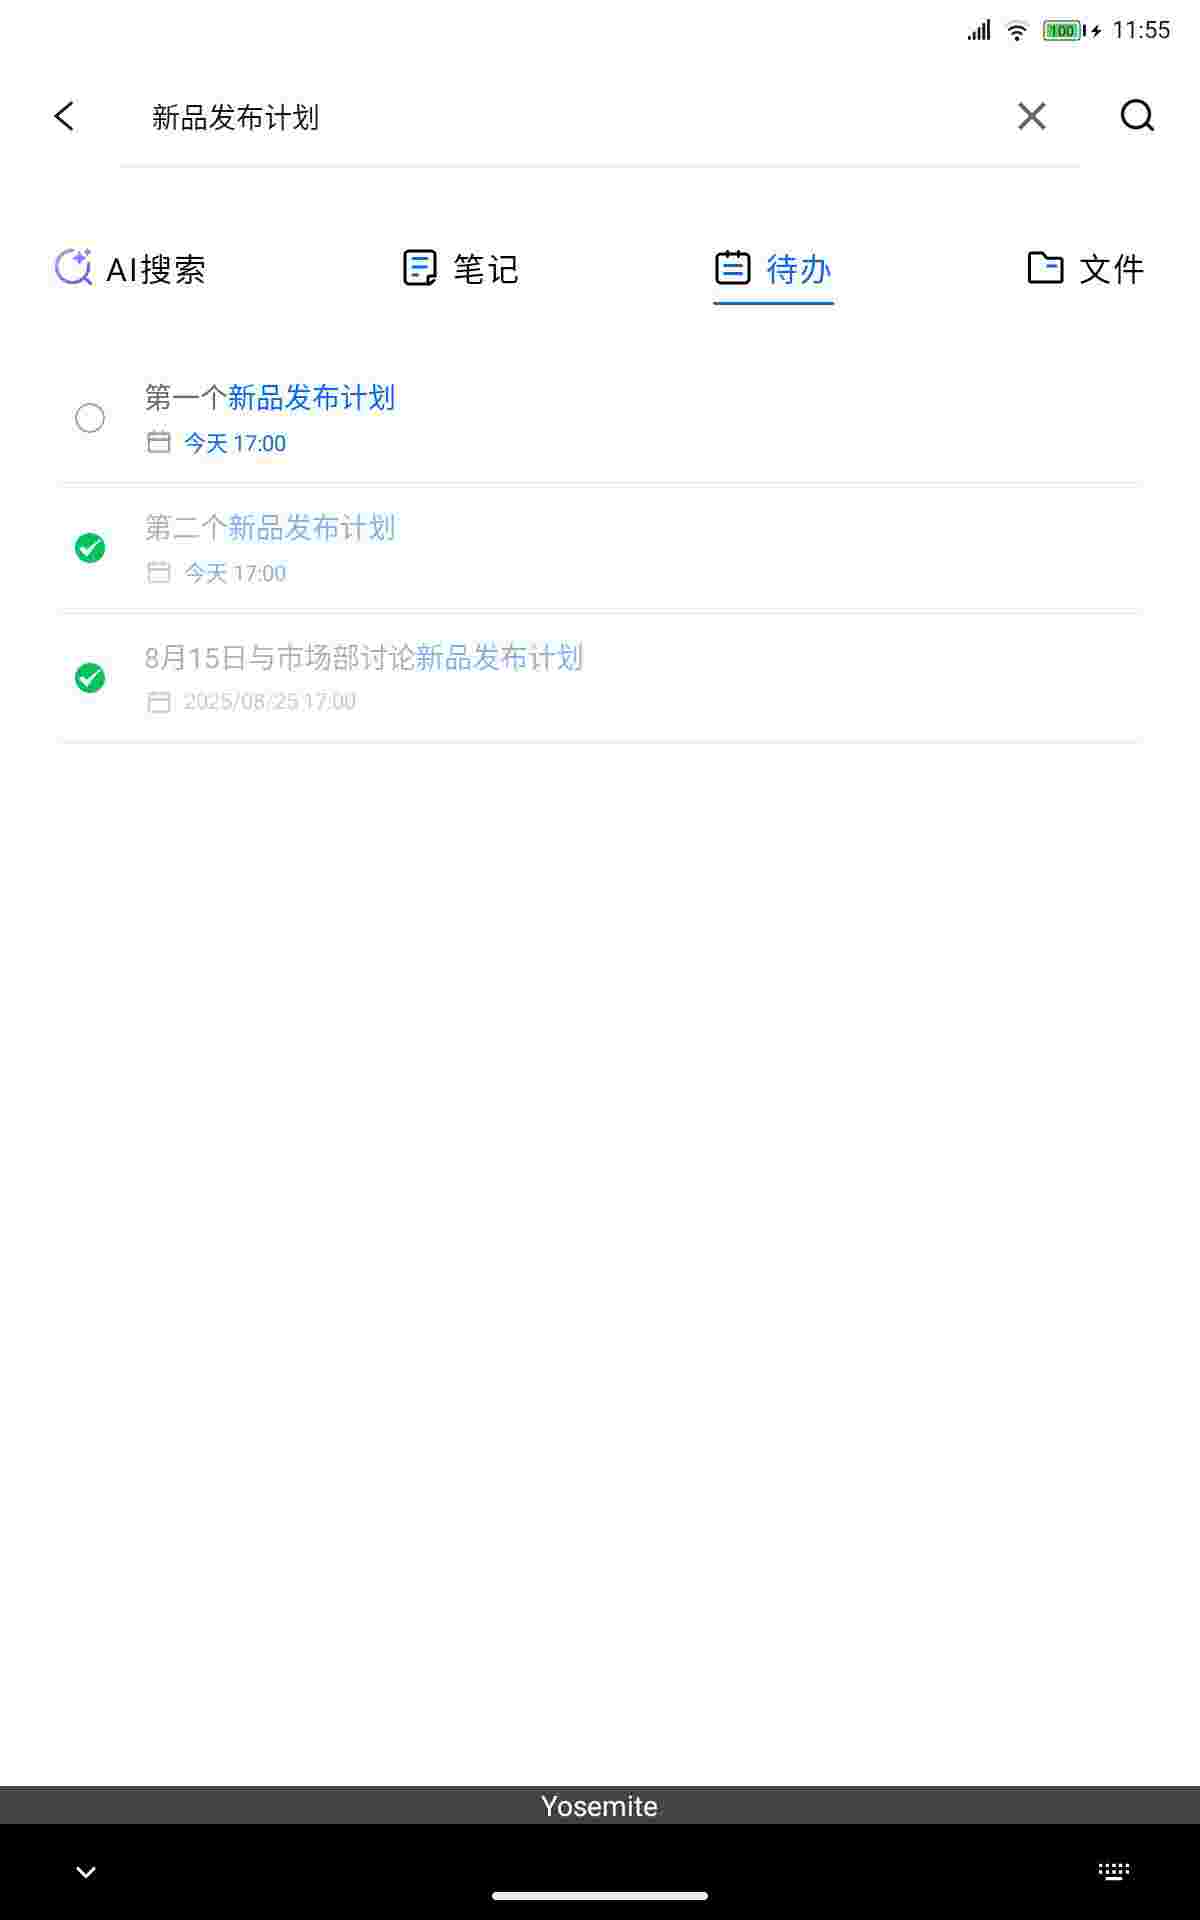 100 11:55
新品发布计划
AI搜索 笔记 待办 文件
第一个新品发布计划
今天 17:00
第二个新品发布计划
今天 17:00
8月15日与市场部讨论新品发布计划
2025/08/25 17:00
Yosemite